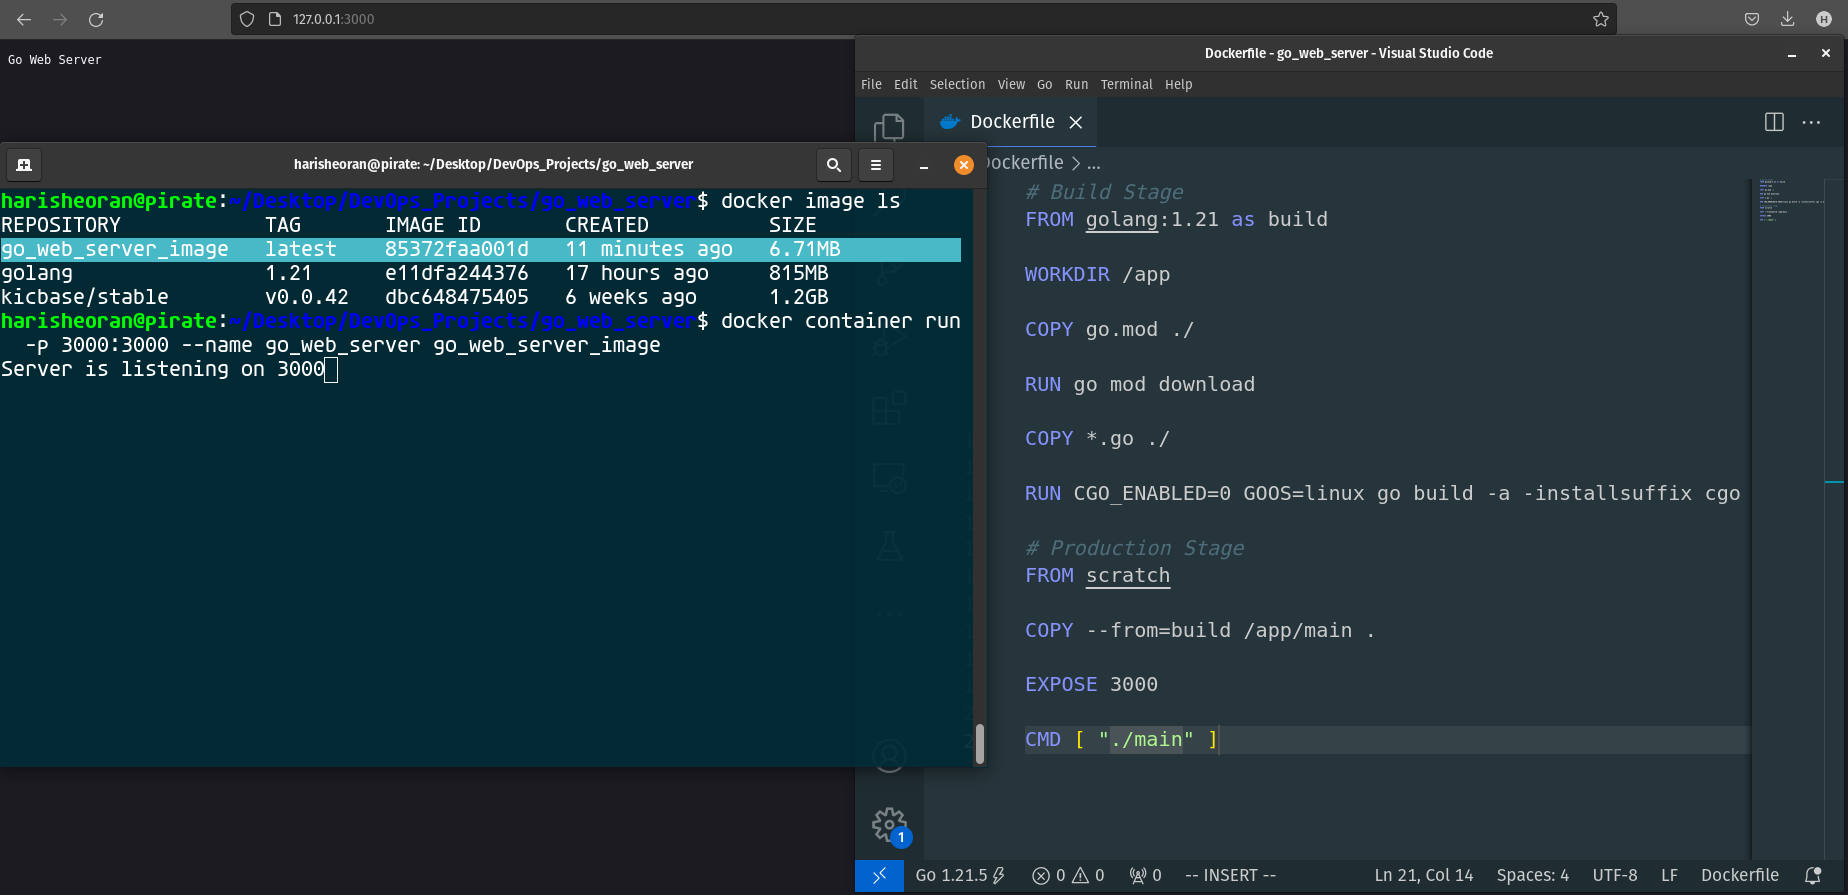 127.0.0.1:3000
H
Go Web Server
Dockerfile - go_web_server - Visual Studio Code
File Edit Selection View Go Run Terminal Help
Dockerfile
Dockerfile > ...
harisheoran@pirate: ~/Desktop/DevOps_Projects/go_web_server
harisheoran@pirate:~/Desktop/DevOps_Projects/go_web_server$ docker image ls
REPOSITORY TAG IMAGE ID CREATED SIZE
go_web_server_image latest 85372faa001d 11 minutes ago 6.71MB
golang 1.21 e11dfa244376 17 hours ago 815MB
kicbase/stable v0.0.42 dbc648475405 6 weeks ago 1.2GB
harisheoran@pirate:~/Desktop/DevOps_Projects/go_web_server$ docker container run
-p 3000:3000 --name go_web_server go_web_server_image
Server is listening on 3000
# Build Stage
FROM golang:1.21 as build
WORKDIR /app
COPY go.mod ./
RUN go mod download
COPY *.go ./
RUN CGO_ENABLED=0 GOOS=linux go build -a -installsuffix cgo
# Production Stage
FROM scratch
COPY --from=build /app/main .
EXPOSE 3000
CMD [ "./main" ]
1
Go 1.21.5 0 0 0 -- INSERT -- Ln 21, Col 14 Spaces: 4 UTF-8 LF Dockerfile